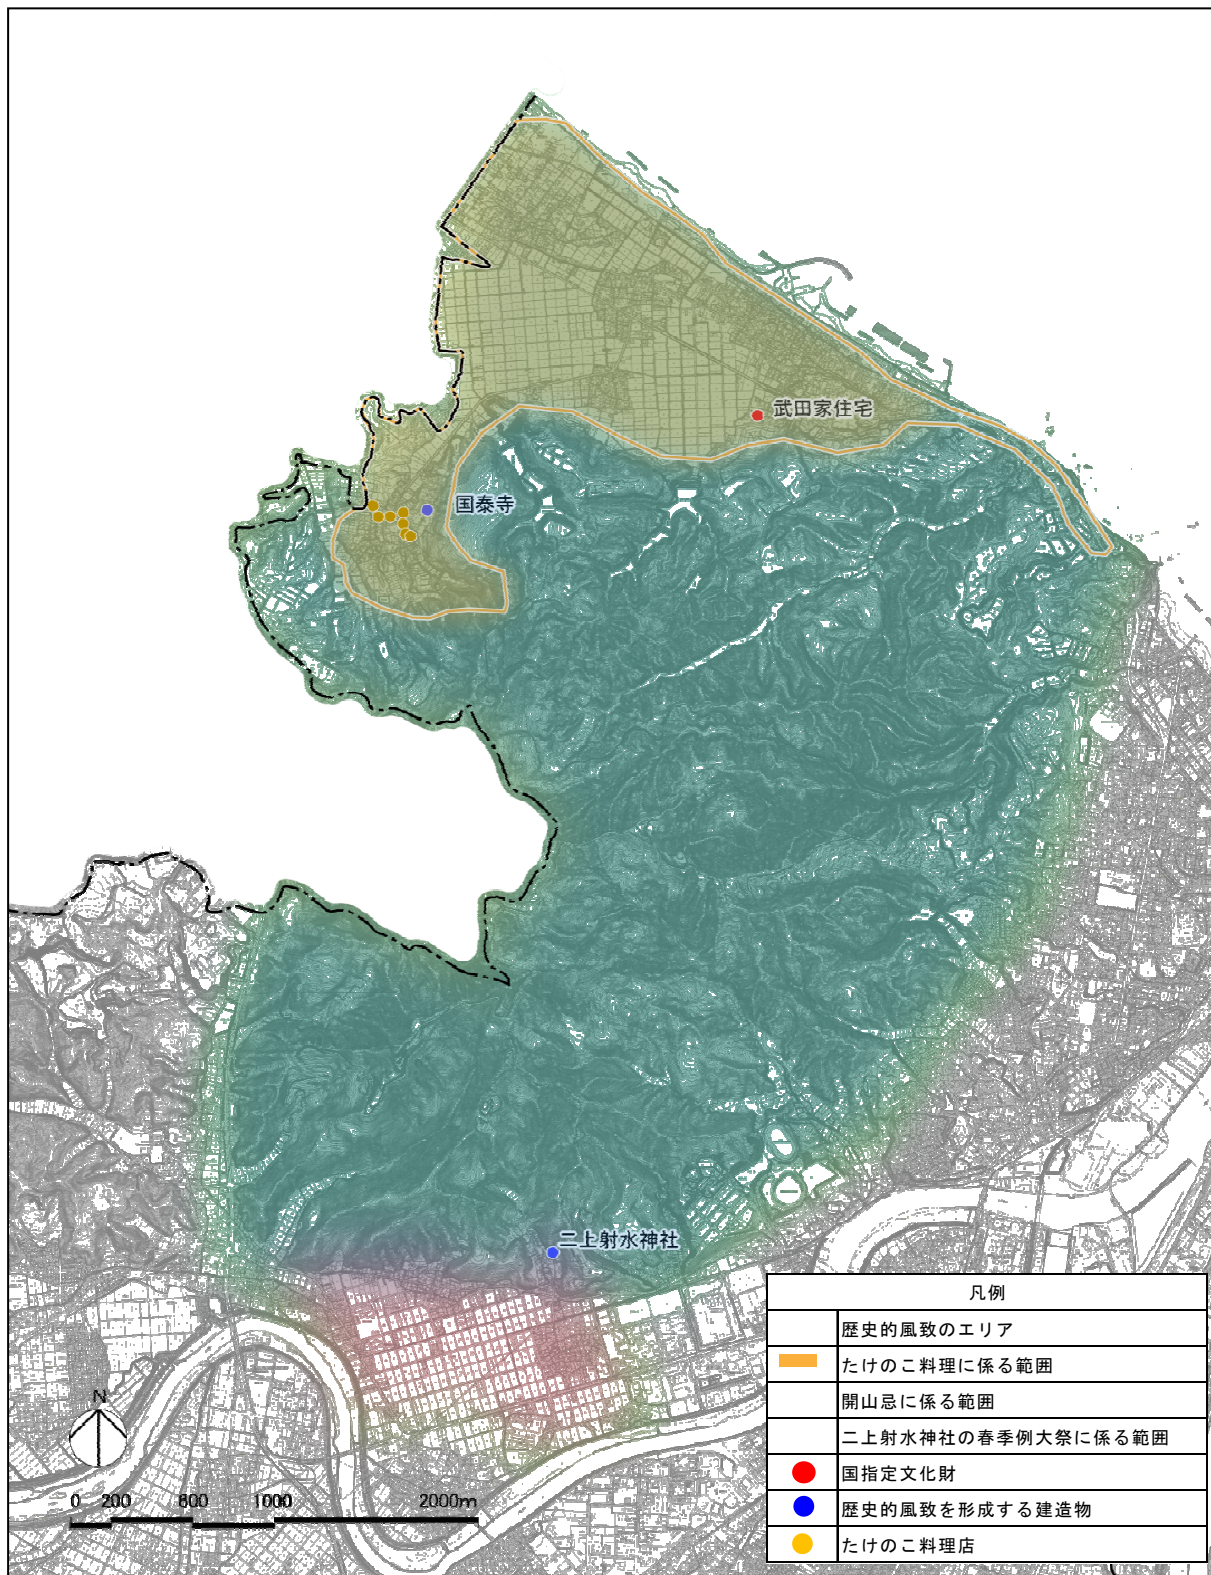 武田家住宅
国泰寺
二上射水神社
凡例
歴史的風致のエリア
たけのこ料理に係る範囲
開山忌に係る範囲
二上射水神社の春季例大祭に係る範囲
国指定文化財
歴史的風致を形成する建造物
たけのこ料理店
N
0 200 600 1000 2000m